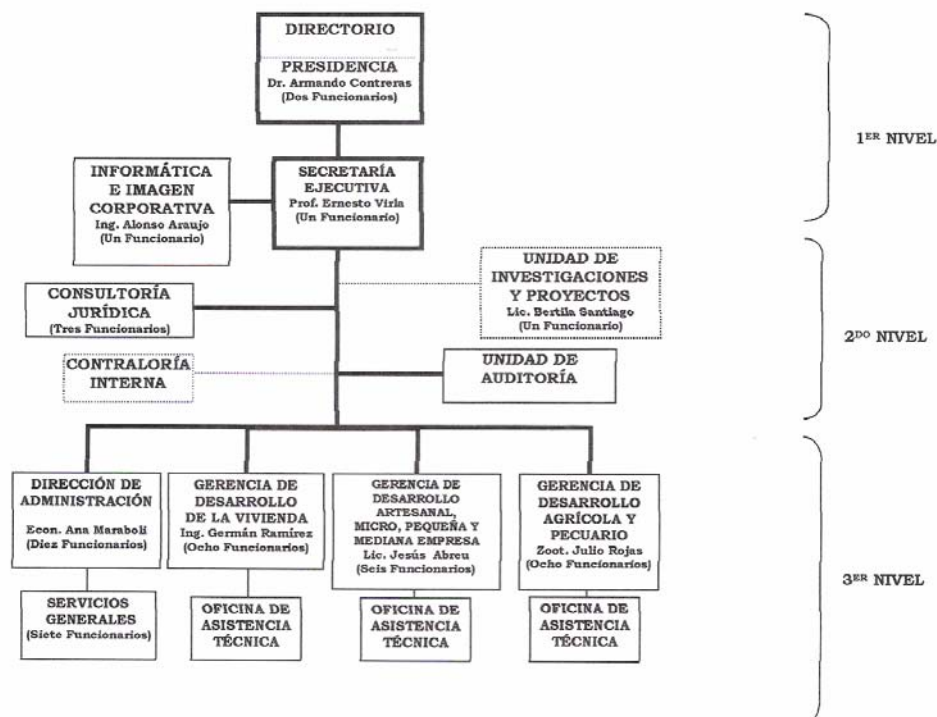 DIRECTORIO
PRESIDENCIA
Dr. Armando Contreras
(Dos Funcionarios)
1ER NIVEL
INFORMÁTICA
E IMAGEN
CORPORATIVA
Ing. Alonso Araujo
(Un Funcionario)
SECRETARÍA
EJECUTIVA
Prof. Ernesto Virla
(Un Funcionario)
UNIDAD DE
INVESTIGACIONES
Y PROYECTOS
Lic. Bertila Santiago
(Un Funcionario)
CONSULTORÍA
JURÍDICA
(Tres Funcionarios)
2DO NIVEL
CONTRALORÍA
INTERNA
UNIDAD DE
AUDITORÍA
DIRECCIÓN DE
ADMINISTRACIÓN
Econ. Ana Maraboli
(Diez Funcionarios)
GERENCIA DE
DESARROLLO
DE LA VIVIENDA
Ing. Germán Ramírez
(Ocho Funcionarios)
GERENCIA DE
DESARROLLO
ARTESANAL,
MICRO, PEQUEÑA Y
MEDIANA EMPRESA
Lic. Jesús Abreu
(Seis Funcionarios)
GERENCIA DE
DESARROLLO
AGRÍCOLA Y
PECUARIO
Zoot. Julio Rojas
(Ocho Funcionarios)
3ER NIVEL
SERVICIOS
GENERALES
(Siete Funcionarios)
OFICINA DE
ASISTENCIA
TÉCNICA
OFICINA DE
ASISTENCIA
TÉCNICA
OFICINA DE
ASISTENCIA
TÉCNICA